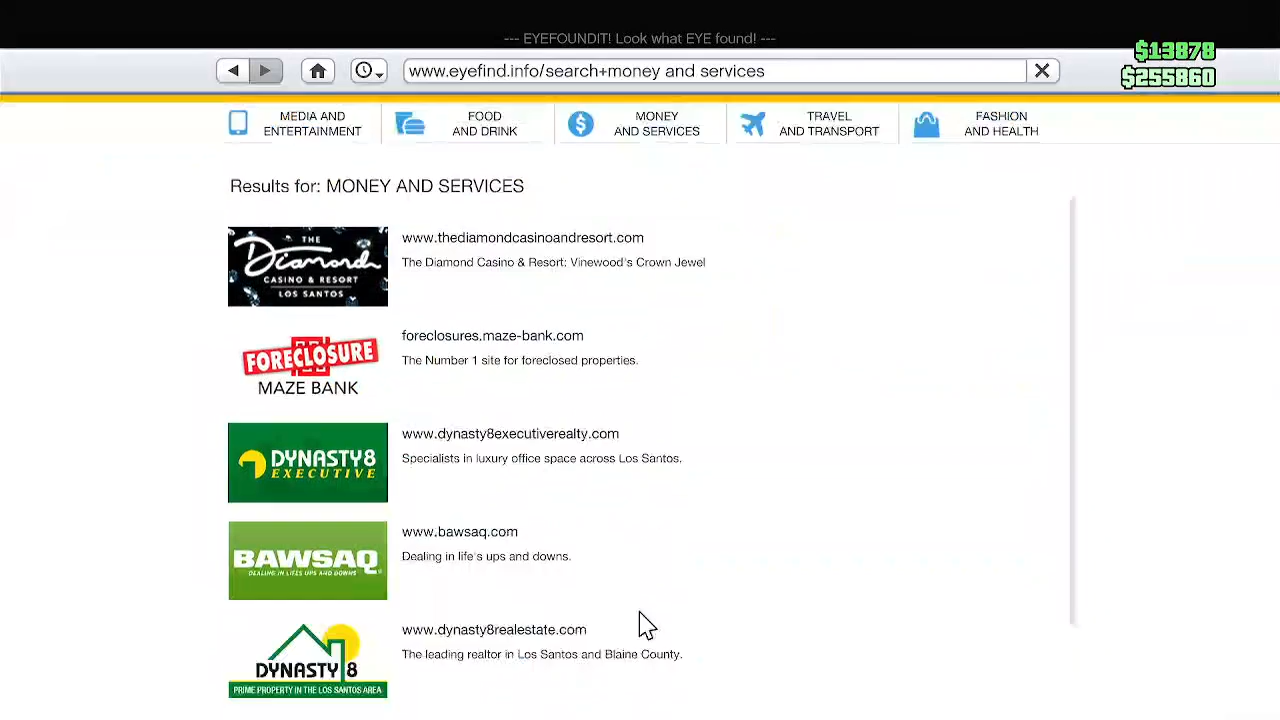 --- EYEFOUNDIT! Look what EYE found! ---
$13878
$255860
www.eyefind.info/search+money and services
MEDIA AND
ENTERTAINMENT
FOOD
AND DRINK
MONEY
AND SERVICES
TRAVEL
AND TRANSPORT
FASHION
AND HEALTH
Results for: MONEY AND SERVICES
THE
Diamond
CASINO & RESORT
LOS SANTOS
www.thediamondcasinoandresort.com
The Diamond Casino & Resort: Vinewood's Crown Jewel
FORECLOSURE
MAZE BANK
foreclosures.maze-bank.com
The Number 1 site for foreclosed properties.
DYNASTY8
EXECUTIVE
www.dynasty8executiverealty.com
Specialists in luxury office space across Los Santos.
BAWSAQ
DEALING IN LIFE'S UPS AND DOWNS
www.bawsaq.com
Dealing in life's ups and downs.
DYNASTY 8
PRIME PROPERTY IN THE LOS SANTOS AREA
www.dynasty8realestate.com
The leading realtor in Los Santos and Blaine County.